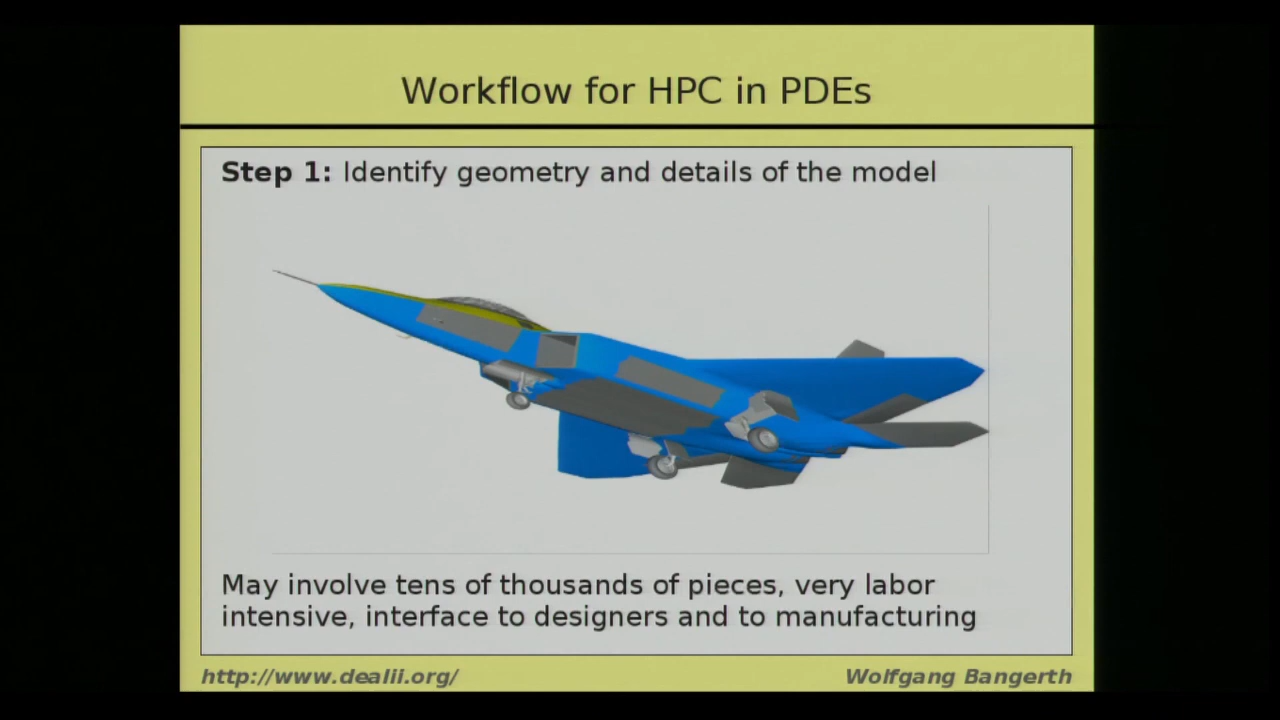 Workflow for HPC in PDEs
Step 1: Identify geometry and details of the model
May involve tens of thousands of pieces, very labor
intensive, interface to designers and to manufacturing
http://www.dealii.org/
Wolfgang Bangerth